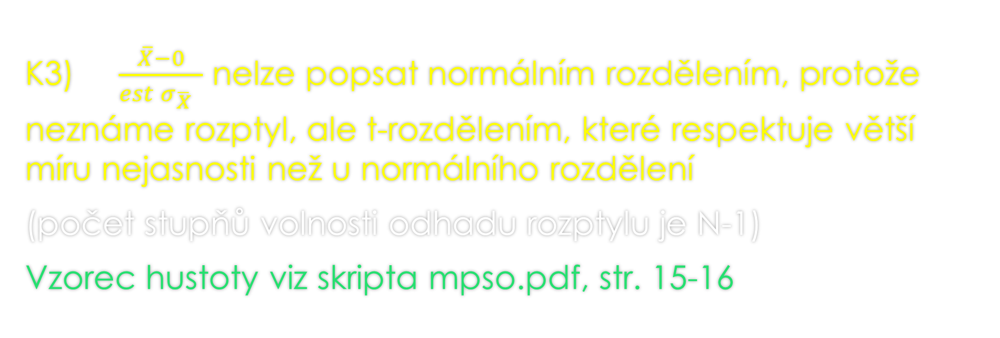 K3) $\frac{\bar{X}-0}{est\ \sigma_{\bar{X}}}$ nelze popsat normálním rozdělením, protože
neznáme rozptyl, ale t-rozdělením, které respektuje větší
míru nejasnosti než u normálního rozdělení
(počet stupňů volnosti odhadu rozptylu je N-1)
Vzorec hustoty viz skripta mpso.pdf, str. 15-16